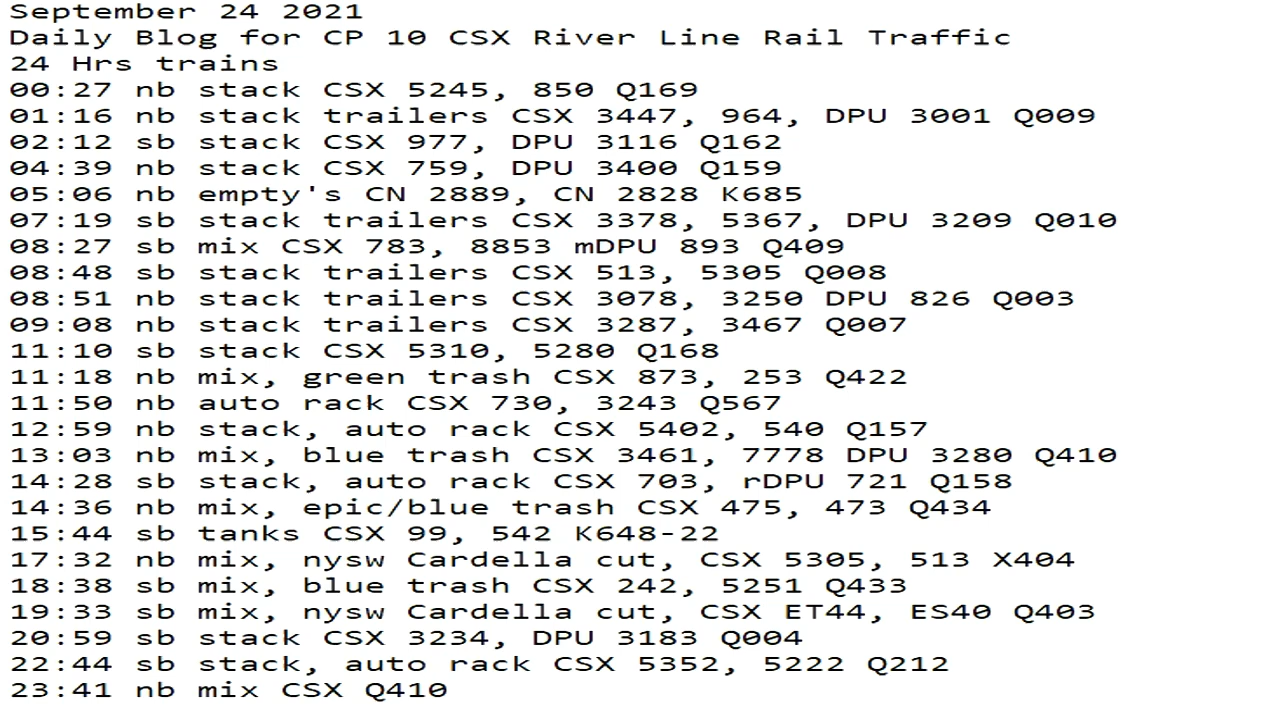 September 24 2021
Daily Blog for CP 10 CSX River Line Rail Traffic
24 Hrs trains
00:27 nb stack CSX 5245, 850 Q169
01:16 nb stack trailers CSX 3447, 964, DPU 3001 Q009
02:12 sb stack CSX 977, DPU 3116 Q162
04:39 nb stack CSX 759, DPU 3400 Q159
05:06 nb empty's CN 2889, CN 2828 K685
07:19 sb stack trailers CSX 3378, 5367, DPU 3209 Q010
08:27 sb mix CSX 783, 8853 mDPU 893 Q409
08:48 sb stack trailers CSX 513, 5305 Q008
08:51 nb stack trailers CSX 3078, 3250 DPU 826 Q003
09:08 nb stack trailers CSX 3287, 3467 Q007
11:10 sb stack CSX 5310, 5280 Q168
11:18 nb mix, green trash CSX 873, 253 Q422
11:50 nb auto rack CSX 730, 3243 Q567
12:59 nb stack, auto rack CSX 5402, 540 Q157
13:03 nb mix, blue trash CSX 3461, 7778 DPU 3280 Q410
14:28 sb stack, auto rack CSX 703, rDPU 721 Q158
14:36 nb mix, epic/blue trash CSX 475, 473 Q434
15:44 sb tanks CSX 99, 542 K648-22
17:32 nb mix, nysw Cardella cut, CSX 5305, 513 X404
18:38 sb mix, blue trash CSX 242, 5251 Q433
19:33 sb mix, nysw Cardella cut, CSX ET44, ES40 Q403
20:59 sb stack CSX 3234, DPU 3183 Q004
22:44 sb stack, auto rack CSX 5352, 5222 Q212
23:41 nb mix CSX Q410